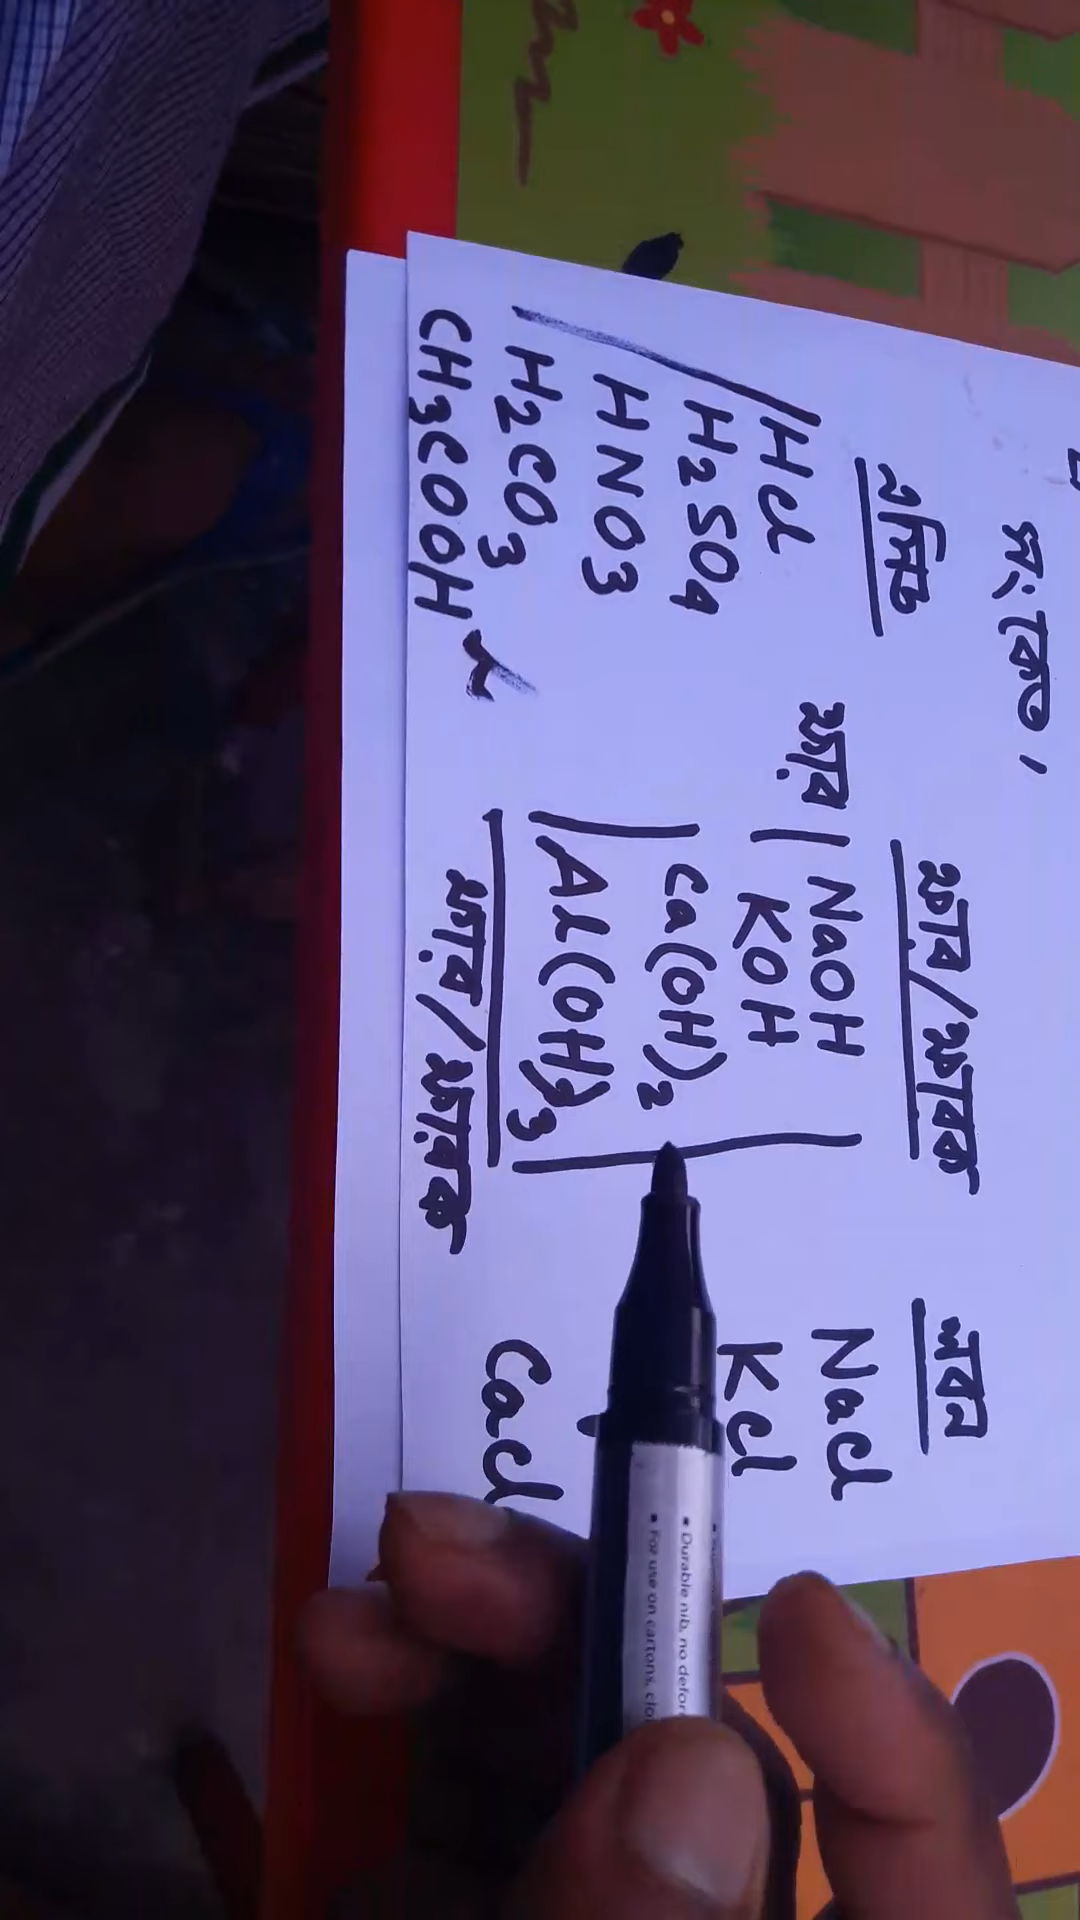 সংকেত,
এসিড ক্ষার/ক্ষারক লবন
HCl ক্ষার | NaOH NaCl
H₂SO₄ KOH KCl
HNO₃ Ca(OH)₂
H₂CO₃ Al(OH)₃ CaCl
CH₃COOH ক্ষার/ক্ষারক
• Durable nib, no defor
• For use on cartons, clo